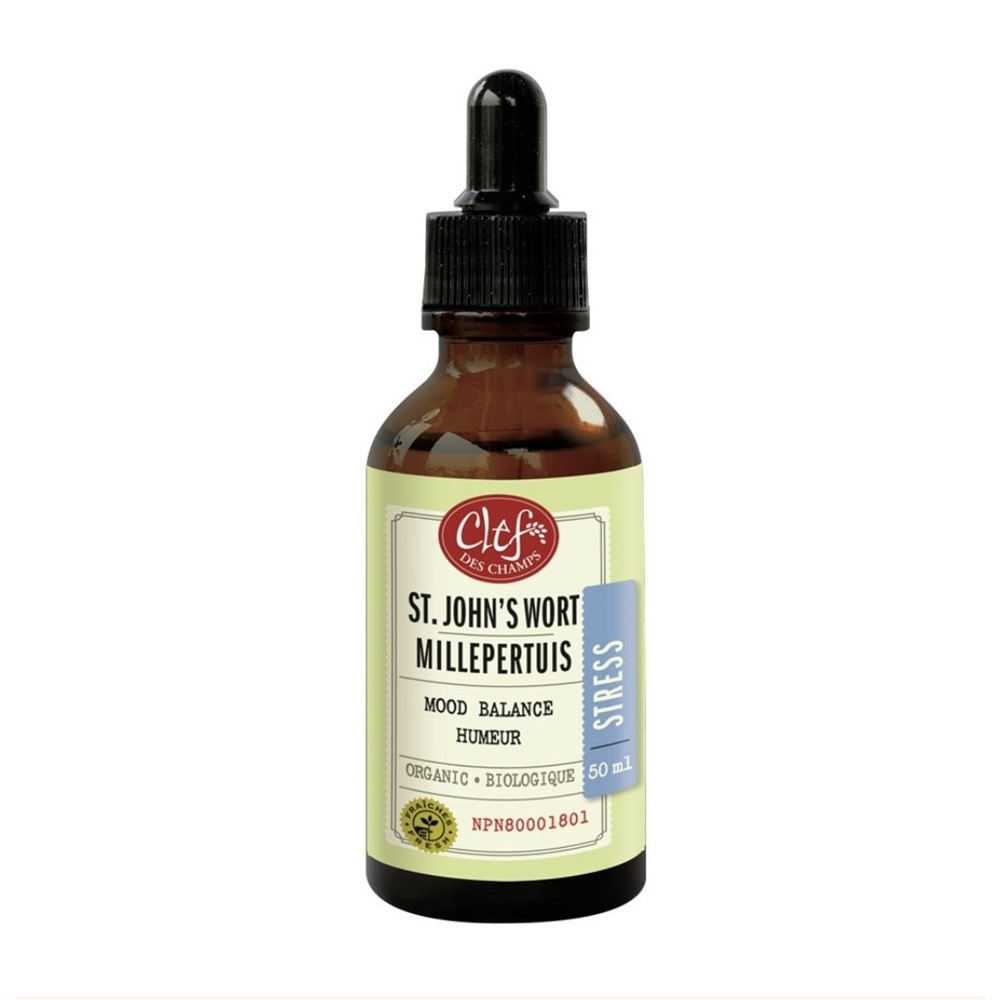 Clef
DES CHAMPS
ST. JOHN'S WORT
MILLEPERTUIS
MOOD BALANCE
HUMEUR
ORGANIC • BIOLOGIQUE
NPN80001801
FRAÎCHES
FRESH
STRESS
50 ml